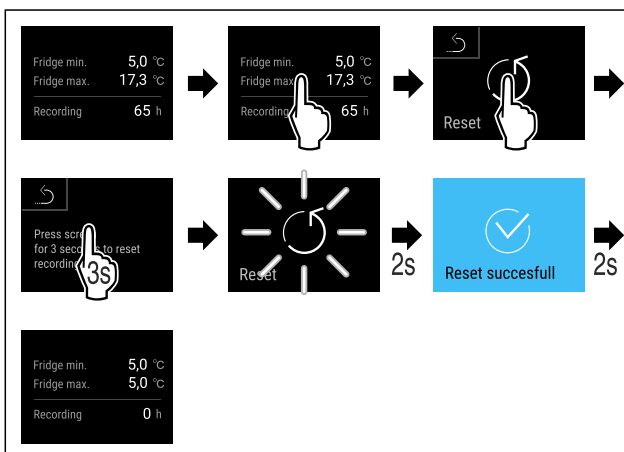 Fridge min. 5,0 °C
Fridge max. 17,3 °C
Recording 65 h
Fridge min. 5,0 °C
Fridge max 17,3 °C
Recording 65 h
Reset
Press scre
for 3 seco s to reset
recording
3s
Reset
2s
Reset succesfull
2s
Fridge min. 5,0 °C
Fridge max. 5,0 °C
Recording 0 h